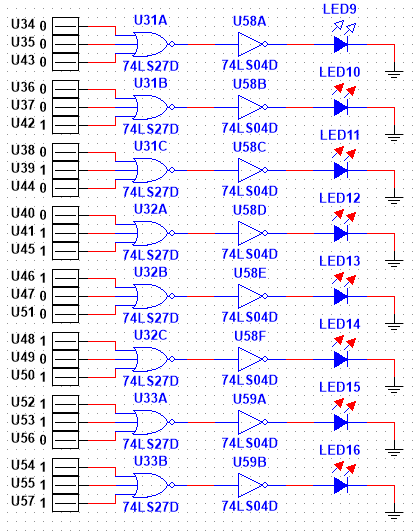 U34 0 U31A U58A LED9
U35 0
U43 0 74LS27D 74LS04D
U36 0 U31B U58B LED10
U37 0
U42 1 74LS27D 74LS04D
U38 0 U31C U58C LED11
U39 1
U44 0 74LS27D 74LS04D
U40 0 U32A U58D LED12
U41 1
U45 1 74LS27D 74LS04D
U46 1 U32B U58E LED13
U47 0
U51 0 74LS27D 74LS04D
U48 1 U32C U58F LED14
U49 0
U50 1 74LS27D 74LS04D
U52 1 U33A U59A LED15
U53 1
U56 0 74LS27D 74LS04D
U54 1 U33B U59B LED16
U55 1
U57 1 74LS27D 74LS04D